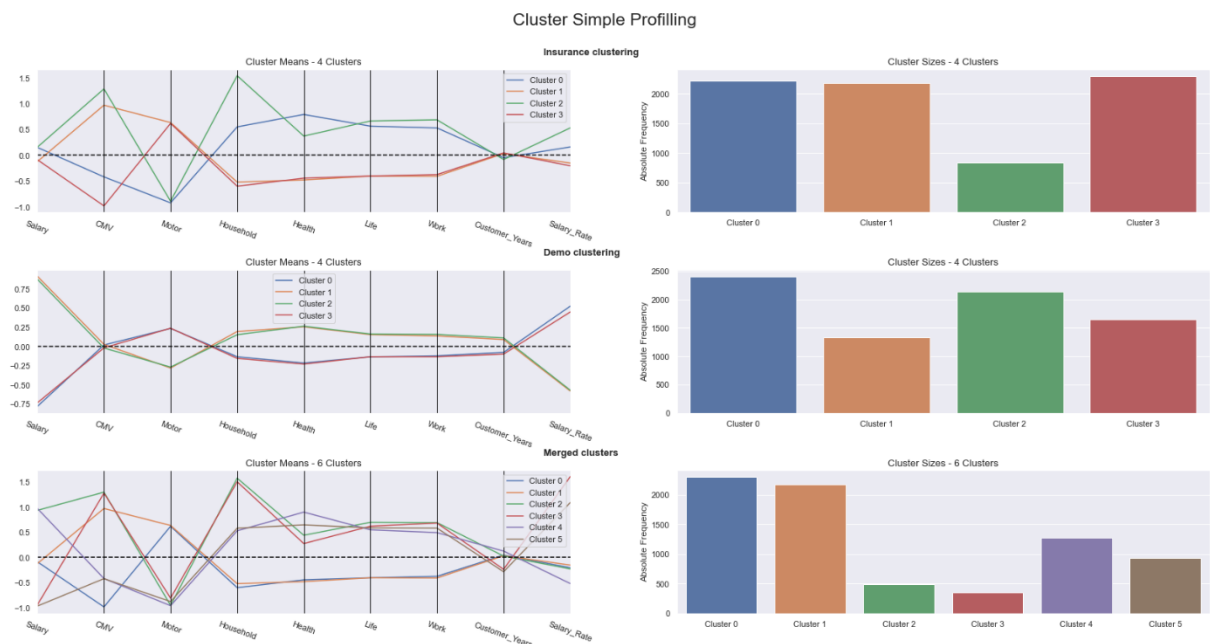 Cluster Simple Profilling
Insurance clustering
Cluster Means - 4 Clusters
1.5
1.0
0.5
0.0
−0.5
−1.0
Cluster 0
Cluster 1
Cluster 2
Cluster 3
Salary
CMV
Motor
Household
Health
Life
Work
Customer_Years
Salary_Rate
Cluster Sizes - 4 Clusters
Absolute Frequency
2000
1500
1000
500
0
Cluster 0
Cluster 1
Cluster 2
Cluster 3
Demo clustering
Cluster Means - 4 Clusters
0.75
0.50
0.25
0.00
−0.25
−0.50
−0.75
Cluster 0
Cluster 1
Cluster 2
Cluster 3
Salary
CMV
Motor
Household
Health
Life
Work
Customer_Years
Salary_Rate
Cluster Sizes - 4 Clusters
Absolute Frequency
2500
2000
1500
1000
500
0
Cluster 0
Cluster 1
Cluster 2
Cluster 3
Merged clusters
Cluster Means - 6 Clusters
1.5
1.0
0.5
0.0
−0.5
−1.0
Cluster 0
Cluster 1
Cluster 2
Cluster 3
Cluster 4
Cluster 5
Salary
CMV
Motor
Household
Health
Life
Work
Customer_Years
Salary_Rate
Cluster Sizes - 6 Clusters
Absolute Frequency
2000
1500
1000
500
0
Cluster 0
Cluster 1
Cluster 2
Cluster 3
Cluster 4
Cluster 5